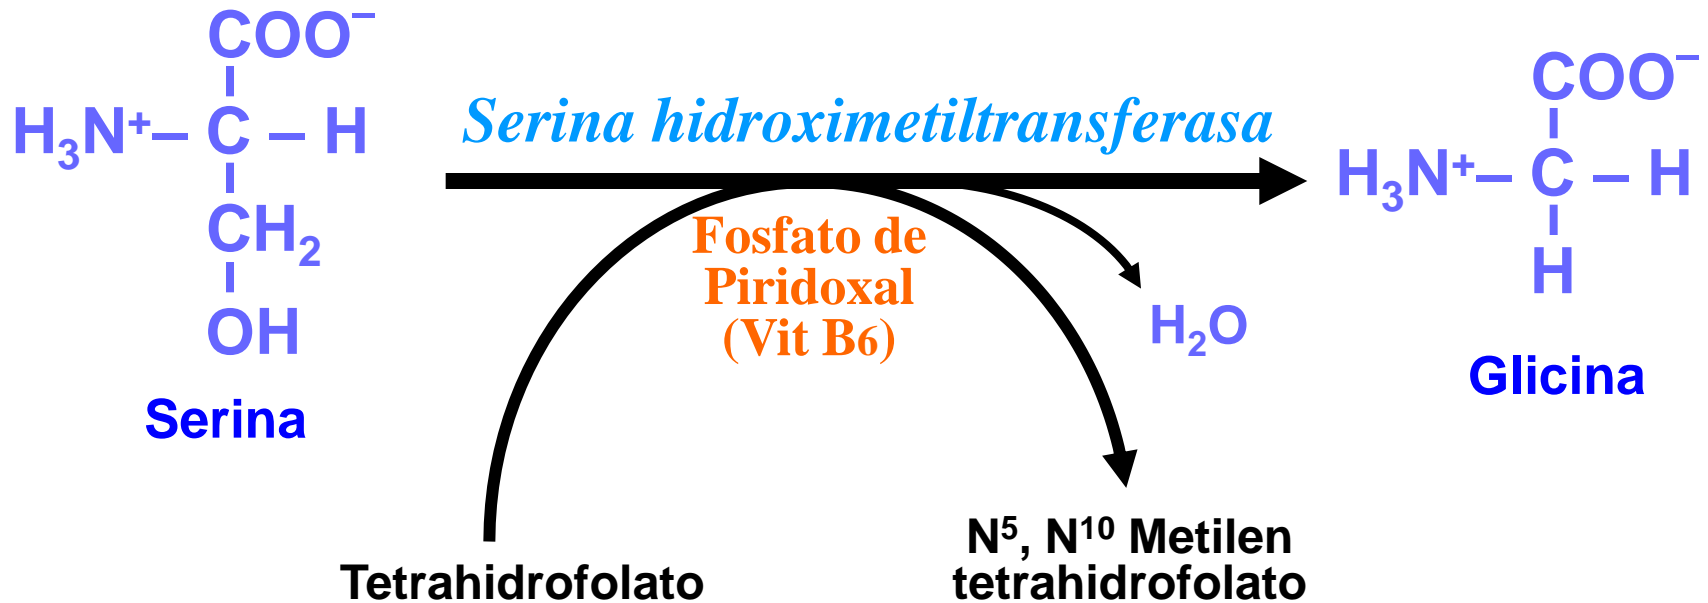 COO⁻
H₃N⁺– C – H
CH₂
OH
Serina
Serina hidroximetiltransferasa
Fosfato de
Piridoxal
(Vit B6)
H₂O
Tetrahidrofolato
N⁵, N¹⁰ Metilen
tetrahidrofolato
COO⁻
H₃N⁺– C – H
H
Glicina